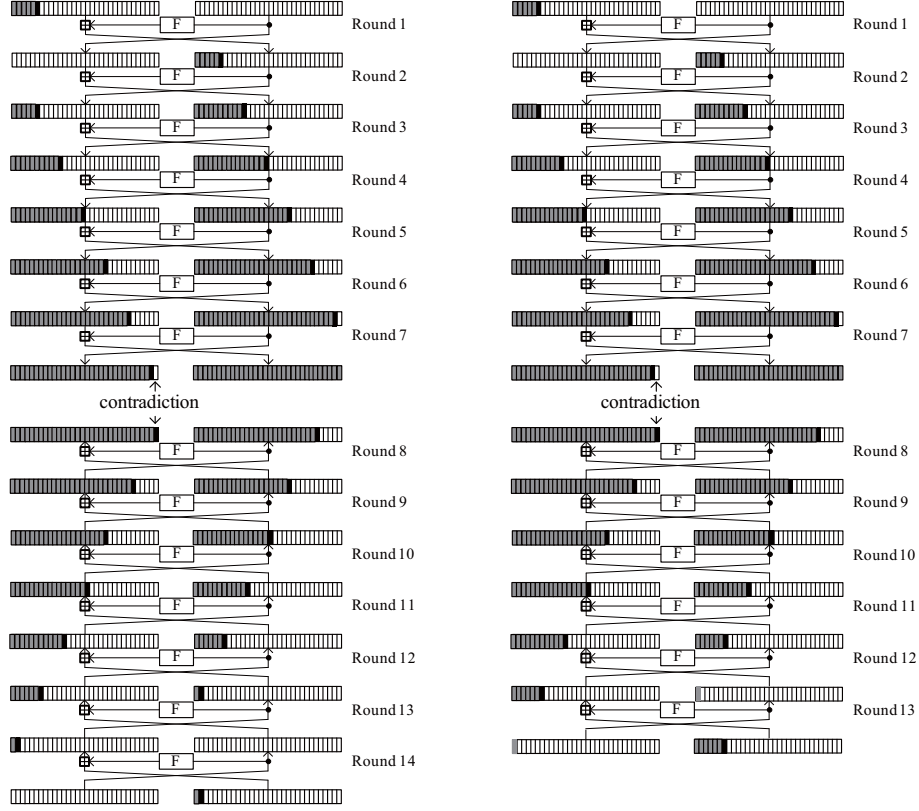 F Round 1
F Round 2
F Round 3
F Round 4
F Round 5
F Round 6
F Round 7
contradiction
F Round 8
F Round 9
F Round 10
F Round 11
F Round 12
F Round 13
F Round 14
F Round 1
F Round 2
F Round 3
F Round 4
F Round 5
F Round 6
F Round 7
contradiction
F Round 8
F Round 9
F Round 10
F Round 11
F Round 12
F Round 13